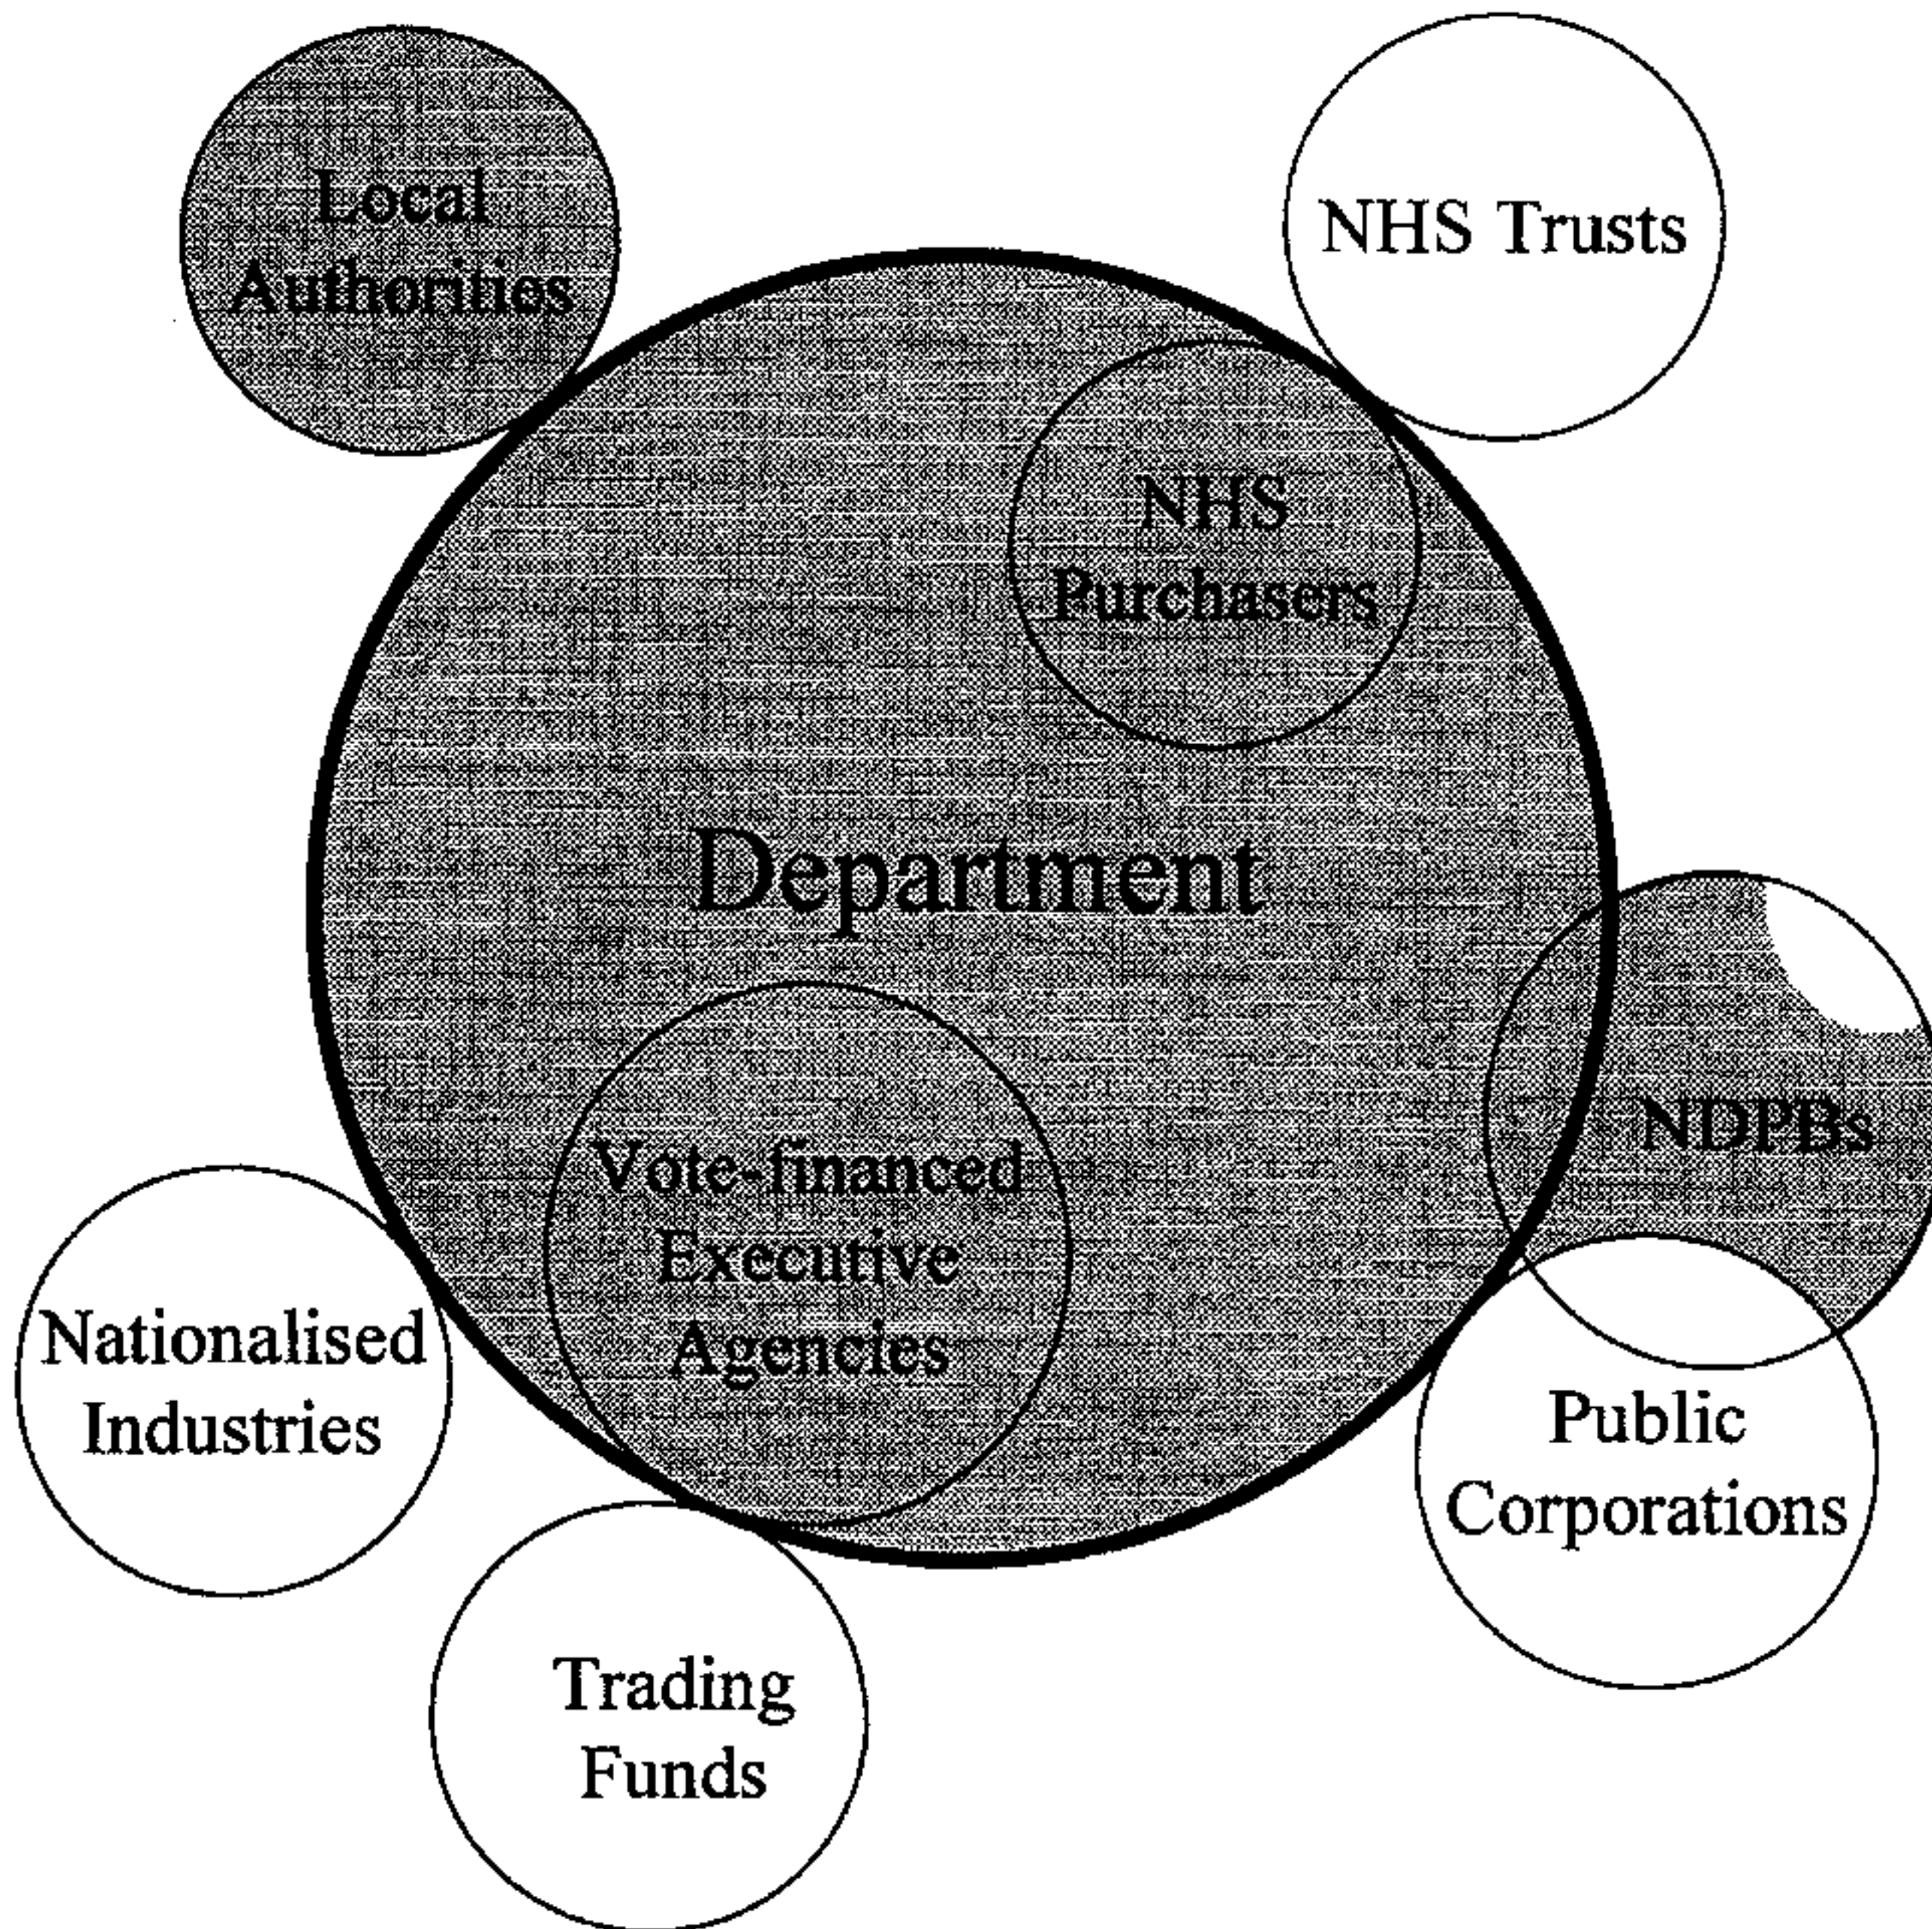 Local
Authorities
NHS Trusts
NHS
Purchasers
Department
NDPBs
Vote-financed
Executive
Agencies
Nationalised
Industries
Public
Corporations
Trading
Funds